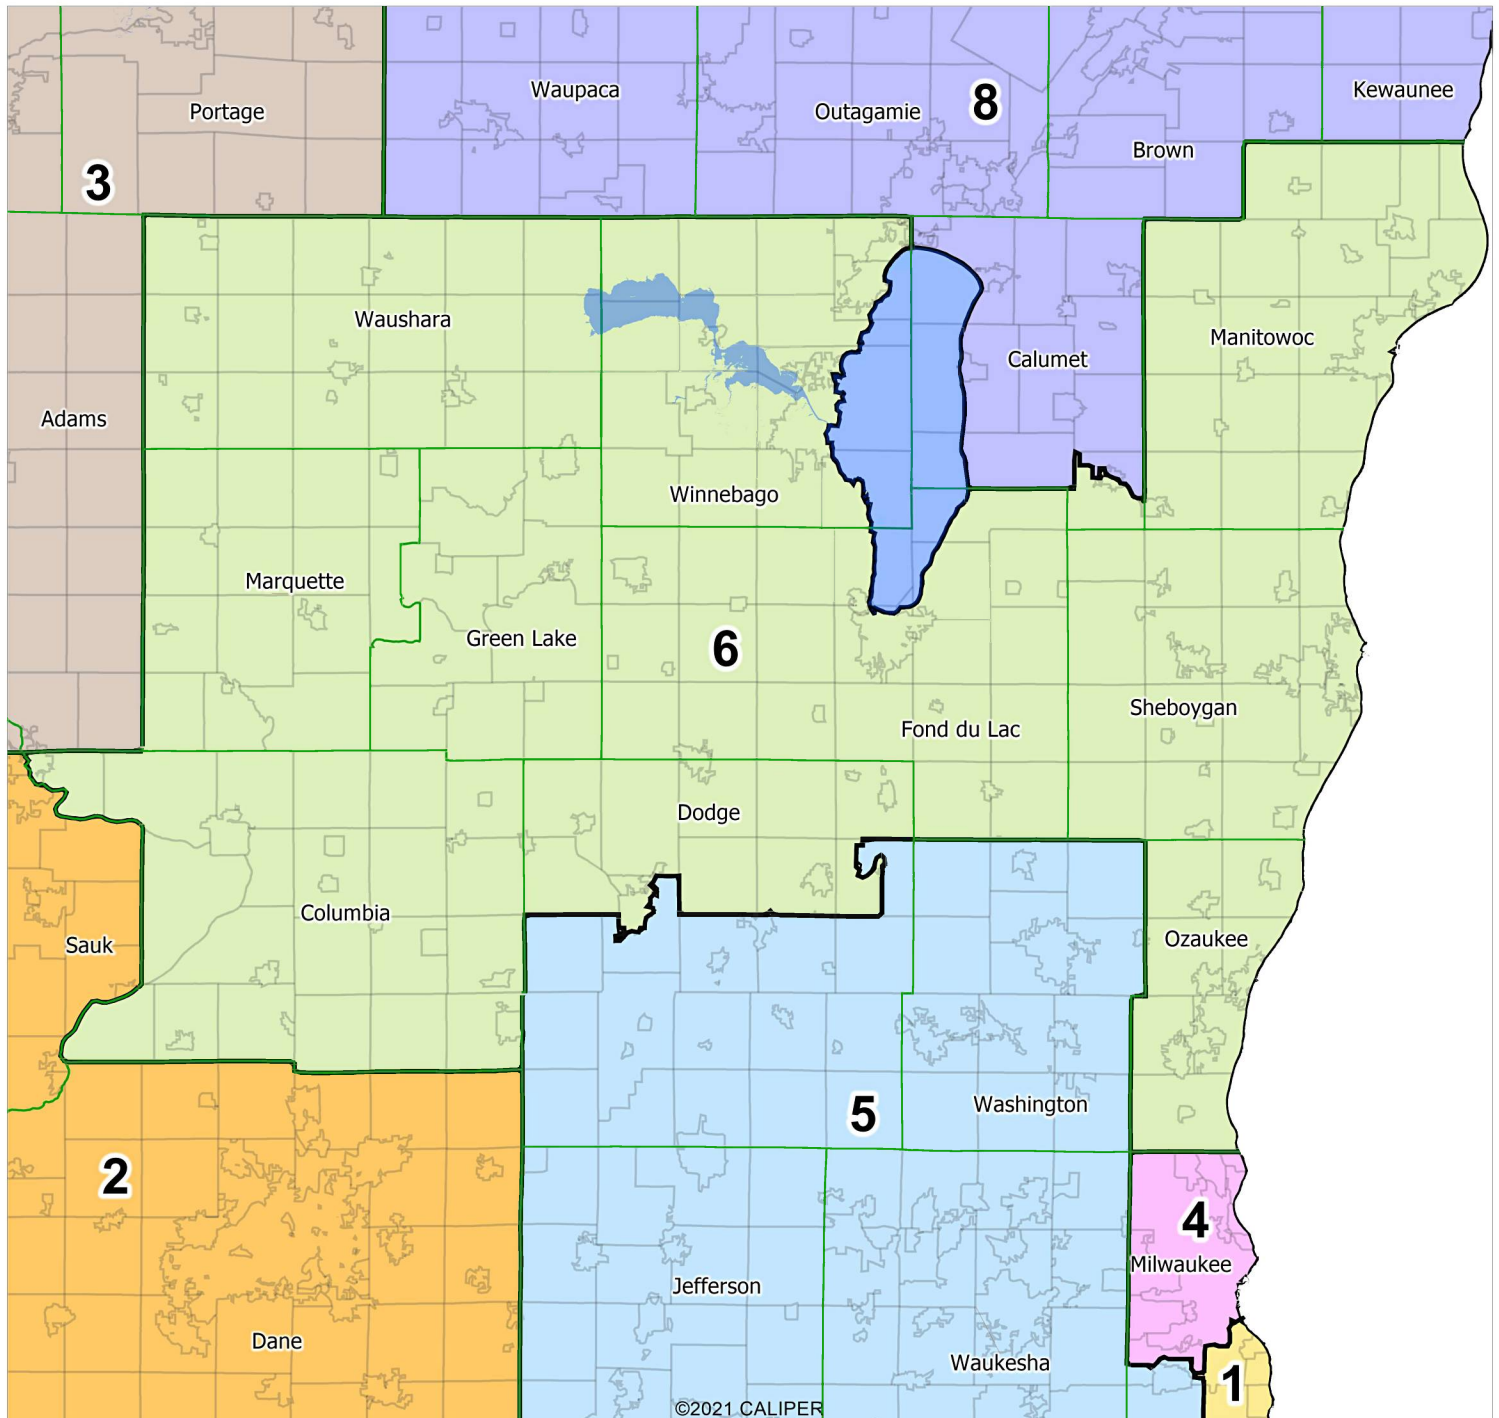 Waupaca
Kewaunee
Portage
Outagamie
8
Brown
3
Waushara
Manitowoc
Calumet
Adams
Winnebago
Marquette
Green Lake
6
Sheboygan
Fond du Lac
Dodge
Columbia
Sauk
Ozaukee
5
Washington
2
4
Milwaukee
Jefferson
Dane
Waukesha
1
©2021 CALIPER